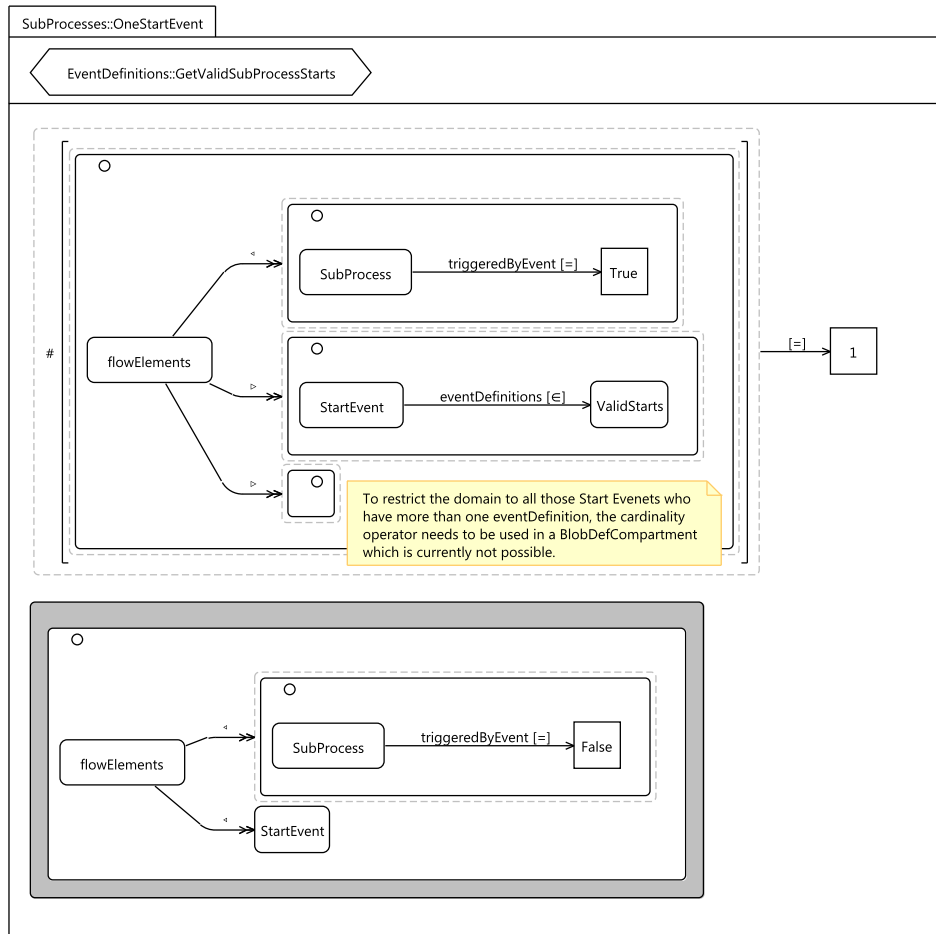 SubProcesses::OneStartEvent
EventDefinitions::GetValidSubProcessStarts
SubProcess
triggeredByEvent [=]
True
flowElements
#
[=]
1
StartEvent
eventDefinitions [∈]
ValidStarts
To restrict the domain to all those Start Evenets who
have more than one eventDefinition, the cardinality
operator needs to be used in a BlobDefCompartment
which is currently not possible.
SubProcess
triggeredByEvent [=]
False
flowElements
StartEvent